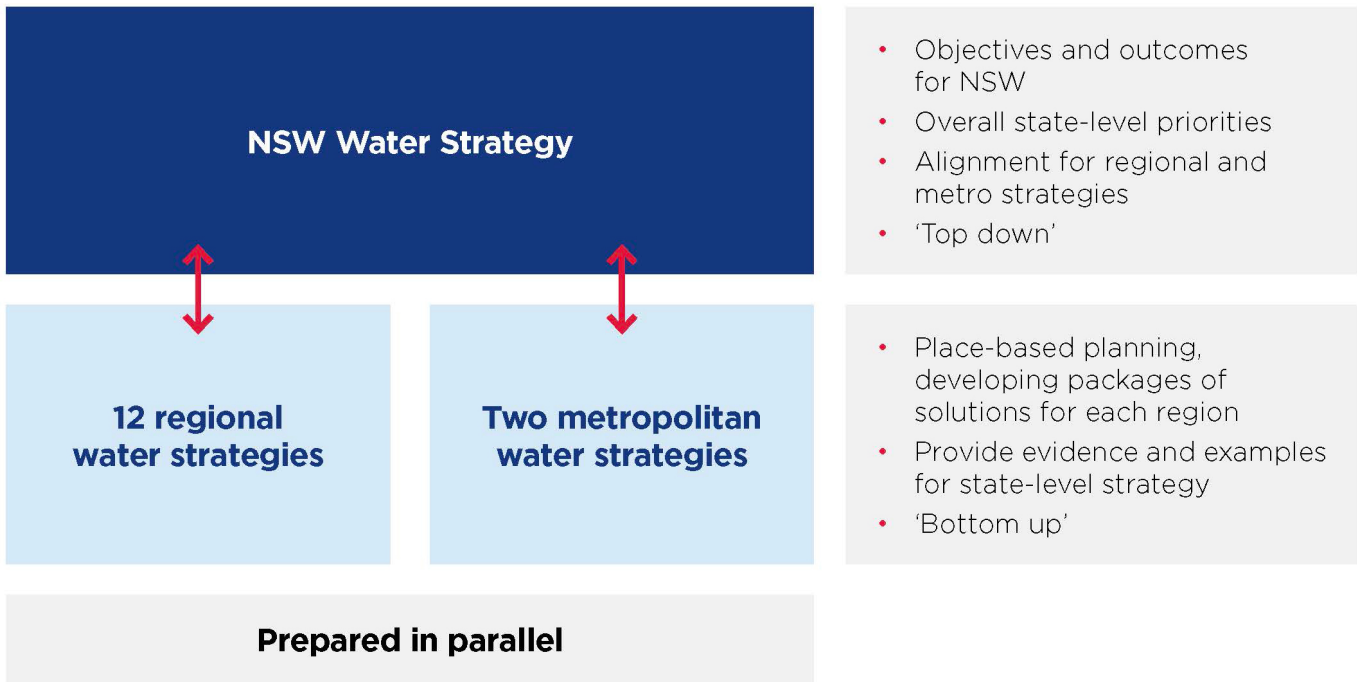 NSW Water Strategy
• Objectives and outcomes
for NSW
• Overall state-level priorities
• Alignment for regional and
metro strategies
• ‘Top down’
12 regional
water strategies
Two metropolitan
water strategies
• Place-based planning,
developing packages of
solutions for each region
• Provide evidence and examples
for state-level strategy
• ‘Bottom up’
Prepared in parallel